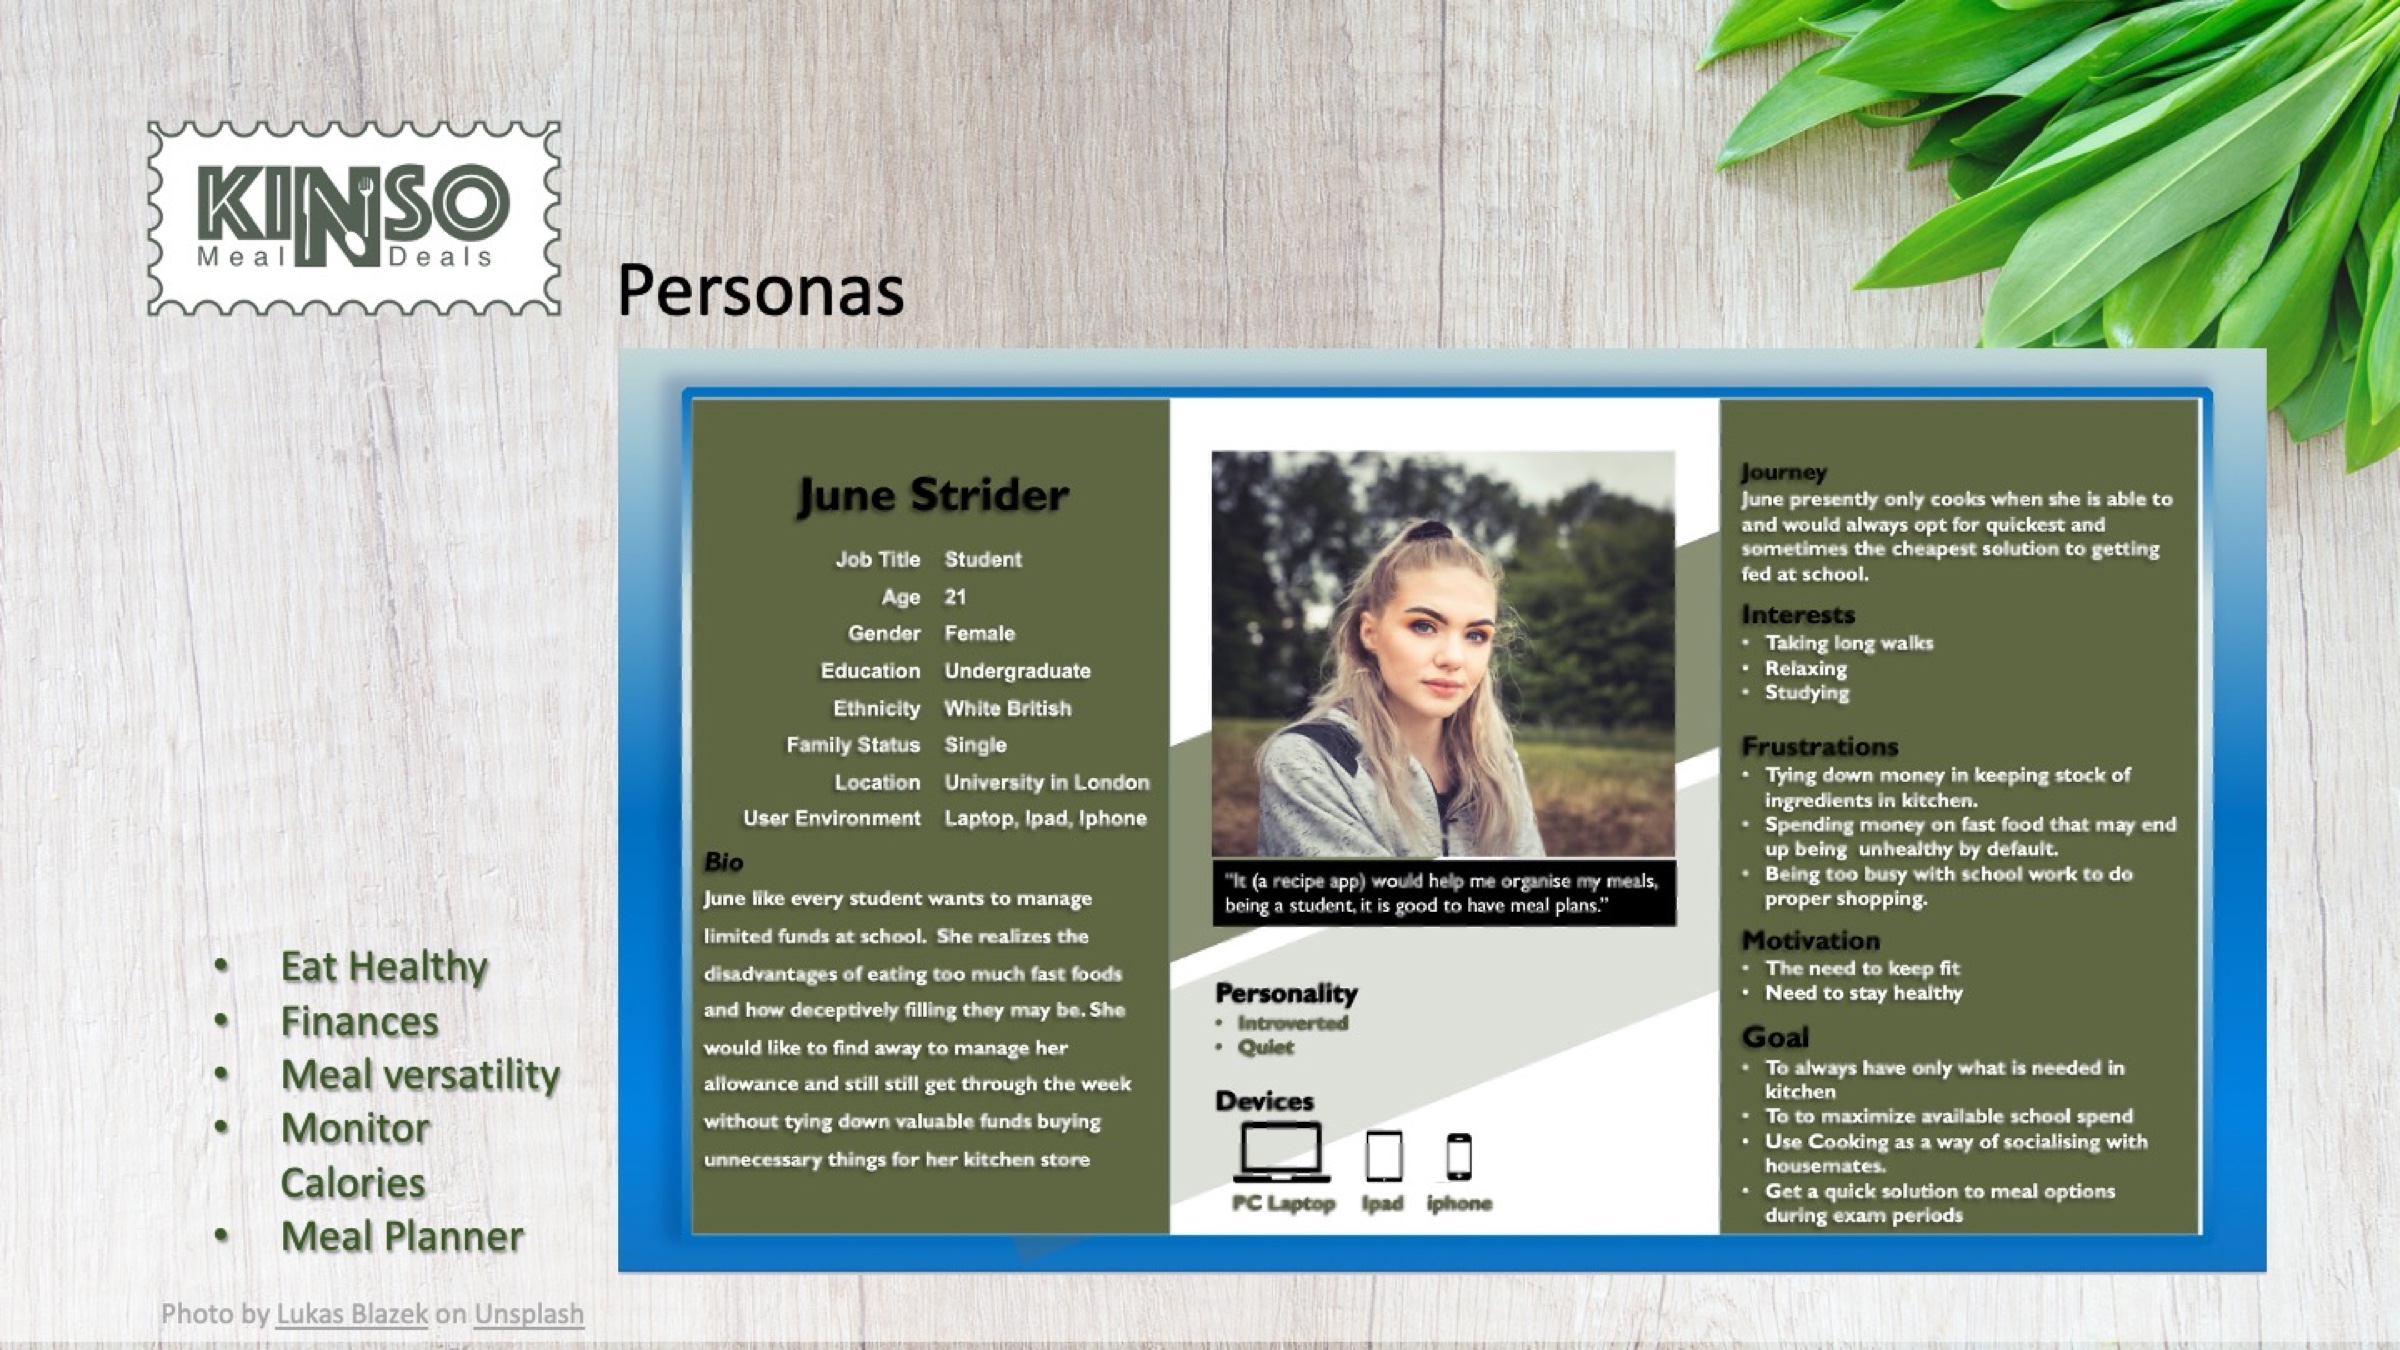 KINSO
Meal Deals
Personas
June Strider
Job Title Student
Age 21
Gender Female
Education Undergraduate
Ethnicity White British
Family Status Single
Location University in London
User Environment Laptop, Ipad, Iphone
Bio
June like every student wants to manage
limited funds at school. She realizes the
disadvantages of eating too much fast foods
and how deceptively filling they may be. She
would like to find away to manage her
allowance and still still get through the week
without tying down valuable funds buying
unnecessary things for her kitchen store
"It (a recipe app) would help me organise my meals,
being a student, it is good to have meal plans."
Personality
• Introverted
• Quiet
Devices
PC Laptop Ipad iphone
Journey
June presently only cooks when she is able to
and would always opt for quickest and
sometimes the cheapest solution to getting
fed at school.
Interests
• Taking long walks
• Relaxing
• Studying
Frustrations
• Tying down money in keeping stock of
ingredients in kitchen.
• Spending money on fast food that may end
up being unhealthy by default.
• Being too busy with school work to do
proper shopping.
Motivation
• The need to keep fit
• Need to stay healthy
Goal
• To always have only what is needed in
kitchen
• To to maximize available school spend
• Use Cooking as a way of socialising with
housemates.
• Get a quick solution to meal options
during exam periods
• Eat Healthy
• Finances
• Meal versatility
• Monitor
Calories
• Meal Planner
Photo by Lukas Blazek on Unsplash